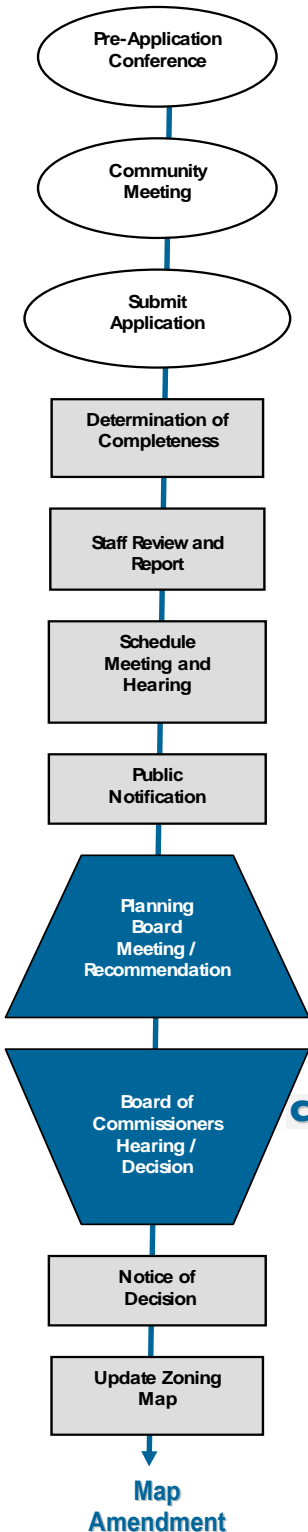 Pre-Application
Conference
Community
Meeting
Submit
Application
Determination of
Completeness
Staff Review and
Report
Schedule
Meeting and
Hearing
Public
Notification
Planning
Board
Meeting /
Recommendation
Board of
Commissioners
Hearing /
Decision
Notice of
Decision
Update Zoning
Map
Map
Amendment